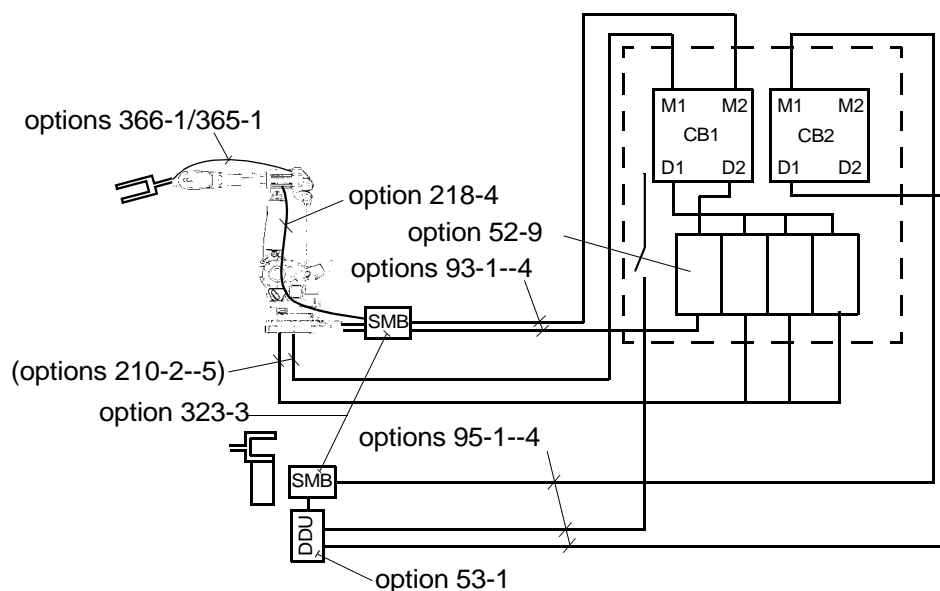 M1 M2
CB1
D1 D2
M1 M2
CB2
D1 D2
options 366-1/365-1
option 218-4
option 52-9
options 93-1--4
SMB
(options 210-2--5)
option 323-3
options 95-1--4
SMB
DDU
option 53-1